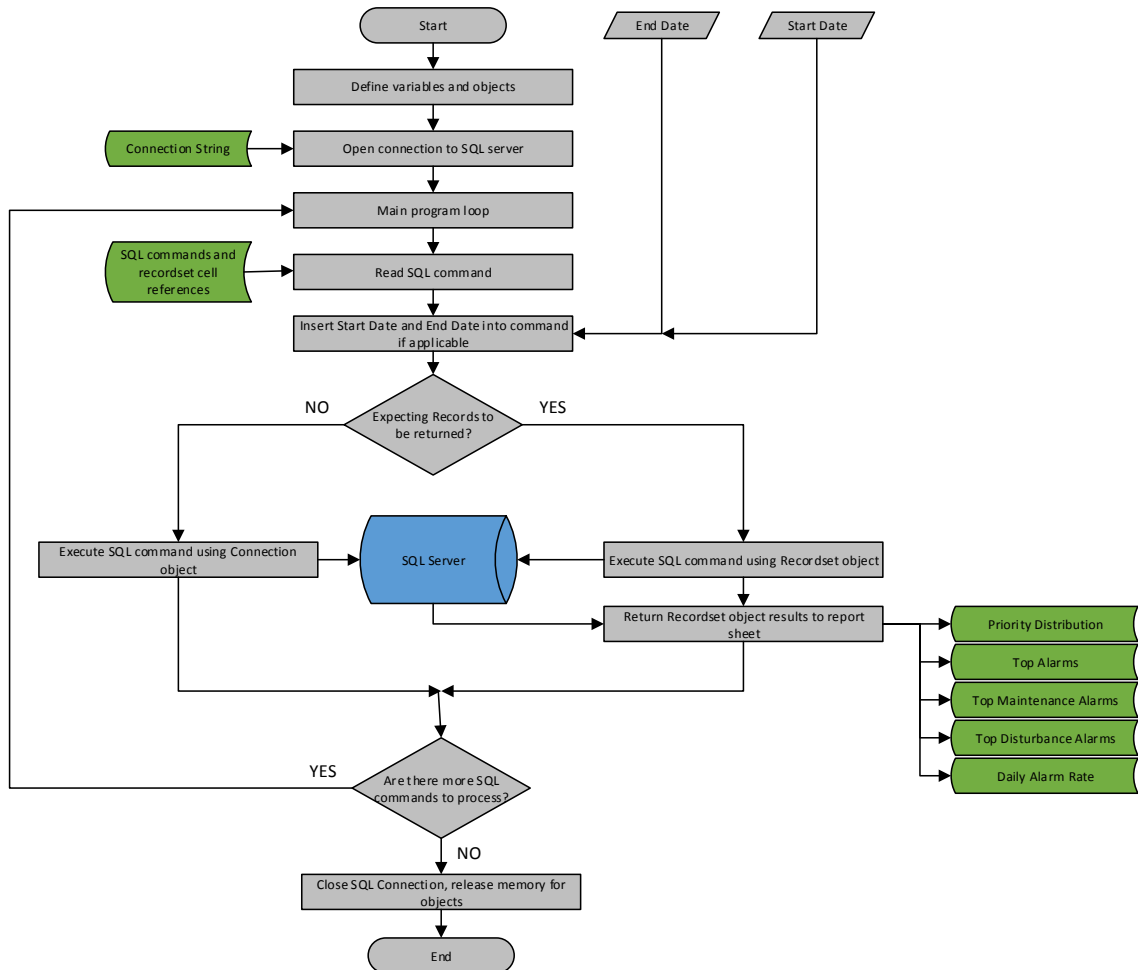 Start
End Date
Start Date
Define variables and objects
Connection String
Open connection to SQL server
Main program loop
SQL commands and
recordset cell
references
Read SQL command
Insert Start Date and End Date into command
if applicable
NO
YES
Expecting Records to
be returned?
Execute SQL command using Connection
object
SQL Server
Execute SQL command using Recordset object
Return Recordset object results to report
sheet
Priority Distribution
Top Alarms
Top Maintenance Alarms
Top Disturbance Alarms
Daily Alarm Rate
YES
Are there more SQL
commands to process?
NO
Close SQL Connection, release memory for
objects
End